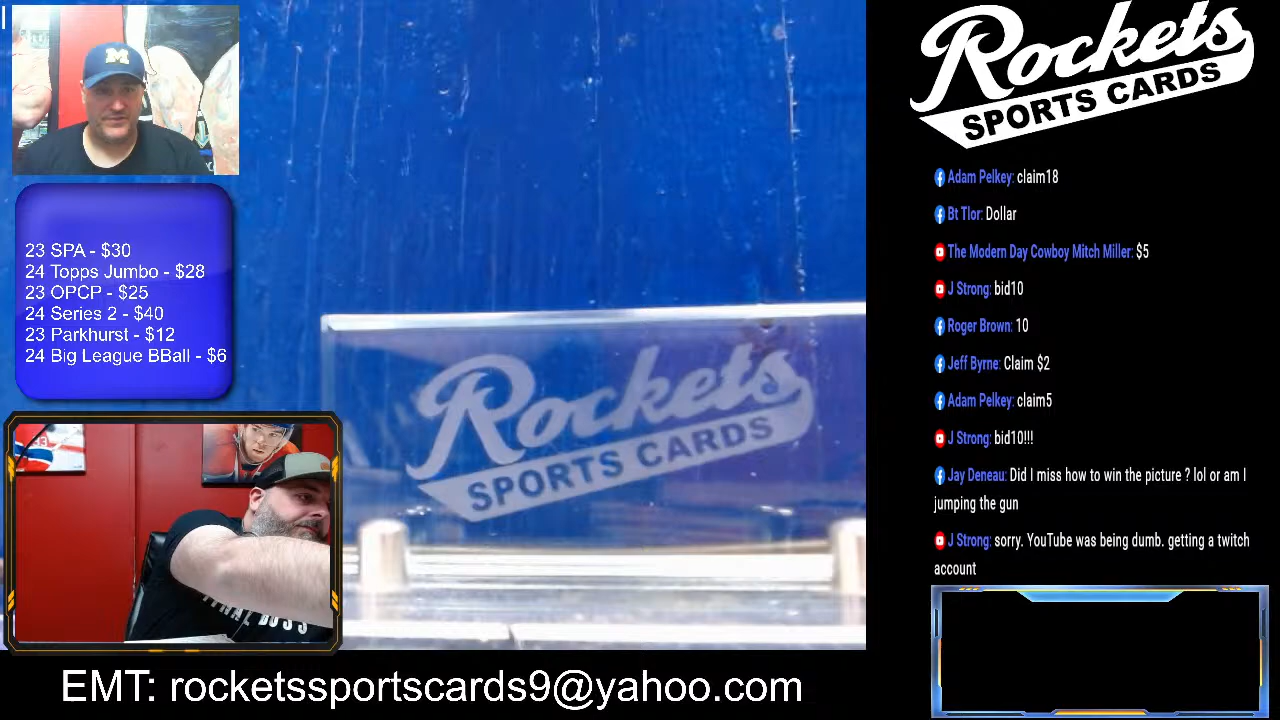 M
23 SPA - $30
24 Topps Jumbo - $28
23 OPCP - $25
24 Series 2 - $40
23 Parkhurst - $12
24 Big League BBall - $6
Rockets
SPORTS CARDS
Rockets
SPORTS CARDS
Adam Pelkey: claim18
Bt Tlor: Dollar
The Modern Day Cowboy Mitch Miller: $5
J Strong: bid10
Roger Brown: 10
Jeff Byrne: Claim $2
Adam Pelkey: claim5
J Strong: bid10!!!
Jay Deneau: Did I miss how to win the picture ? lol or am I
jumping the gun
J Strong: sorry. YouTube was being dumb. getting a twitch
account
EMT: rocketssportscards9@yahoo.com